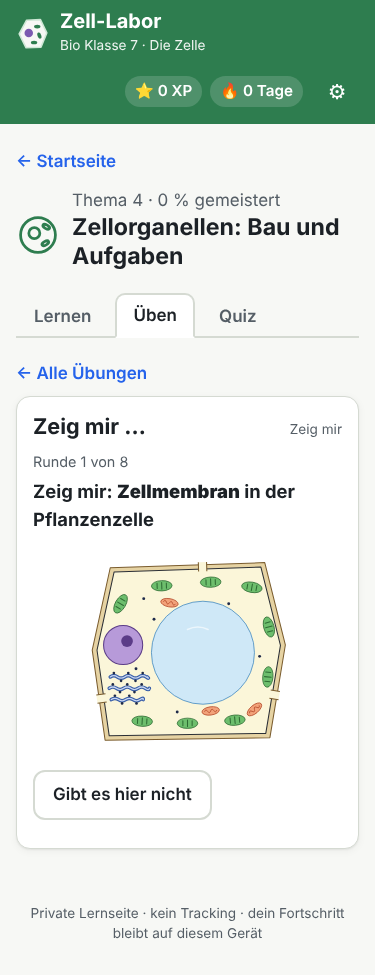 Zell-Labor
Bio Klasse 7 · Die Zelle
⭐ 0 XP
🔥 0 Tage
← Startseite
Thema 4 · 0 % gemeistert
Zellorganellen: Bau und
Aufgaben
Lernen
Üben
Quiz
← Alle Übungen
Zeig mir …
Zeig mir
Runde 1 von 8
Zeig mir: Zellmembran in der
Pflanzenzelle
Gibt es hier nicht
Private Lernseite · kein Tracking · dein Fortschritt
bleibt auf diesem Gerät